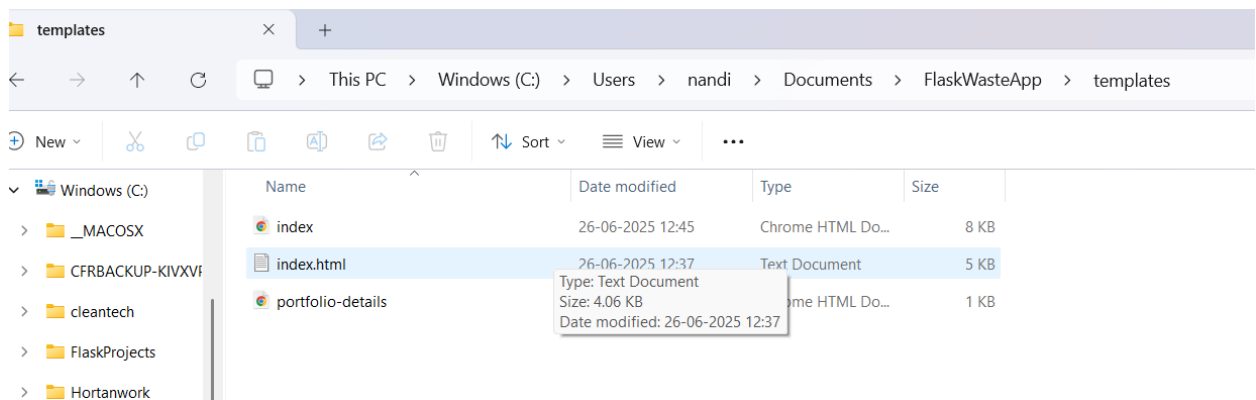 templates
This PC > Windows (C:) > Users > nandi > Documents > FlaskWasteApp > templates
New Sort View
Windows (C:)
__MACOSX
cleantech
FlaskProjects
Hortanwork
Name Date modified Type Size
index 26-06-2025 12:45 Chrome HTML Do... 8 KB
index.html 26-06-2025 12:37 Text Document 5 KB
portfolio-details ome HTML Do... 1 KB
Type: Text Document
Size: 4.06 KB
Date modified: 26-06-2025 12:37